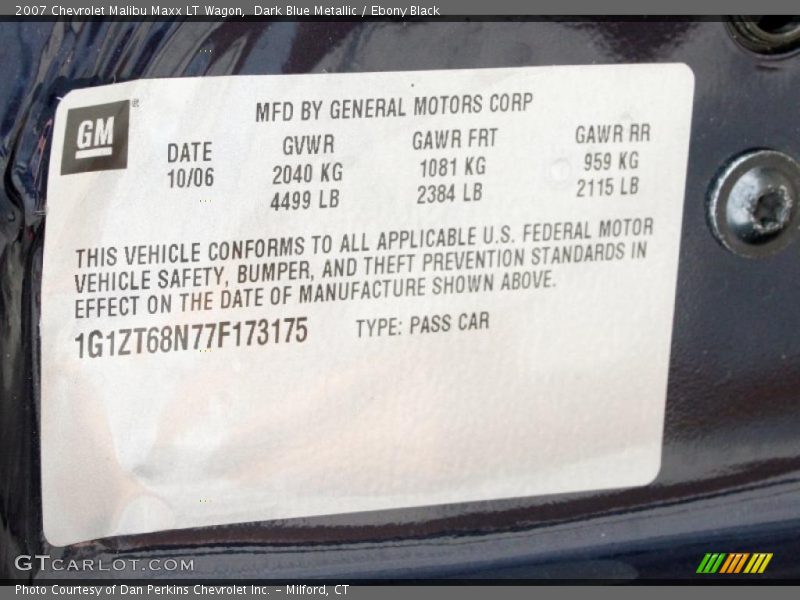 2007 Chevrolet Malibu Maxx LT Wagon, Dark Blue Metallic / Ebony Black
GM ®
MFD BY GENERAL MOTORS CORP
DATE GVWR GAWR FRT GAWR RR
10/06 2040 KG 1081 KG 959 KG
4499 LB 2384 LB 2115 LB
THIS VEHICLE CONFORMS TO ALL APPLICABLE U.S. FEDERAL MOTOR
VEHICLE SAFETY, BUMPER, AND THEFT PREVENTION STANDARDS IN
EFFECT ON THE DATE OF MANUFACTURE SHOWN ABOVE.
1G1ZT68N77F173175 TYPE: PASS CAR
GTCARLOT.COM
Photo Courtesy of Dan Perkins Chevrolet Inc. – Milford, CT